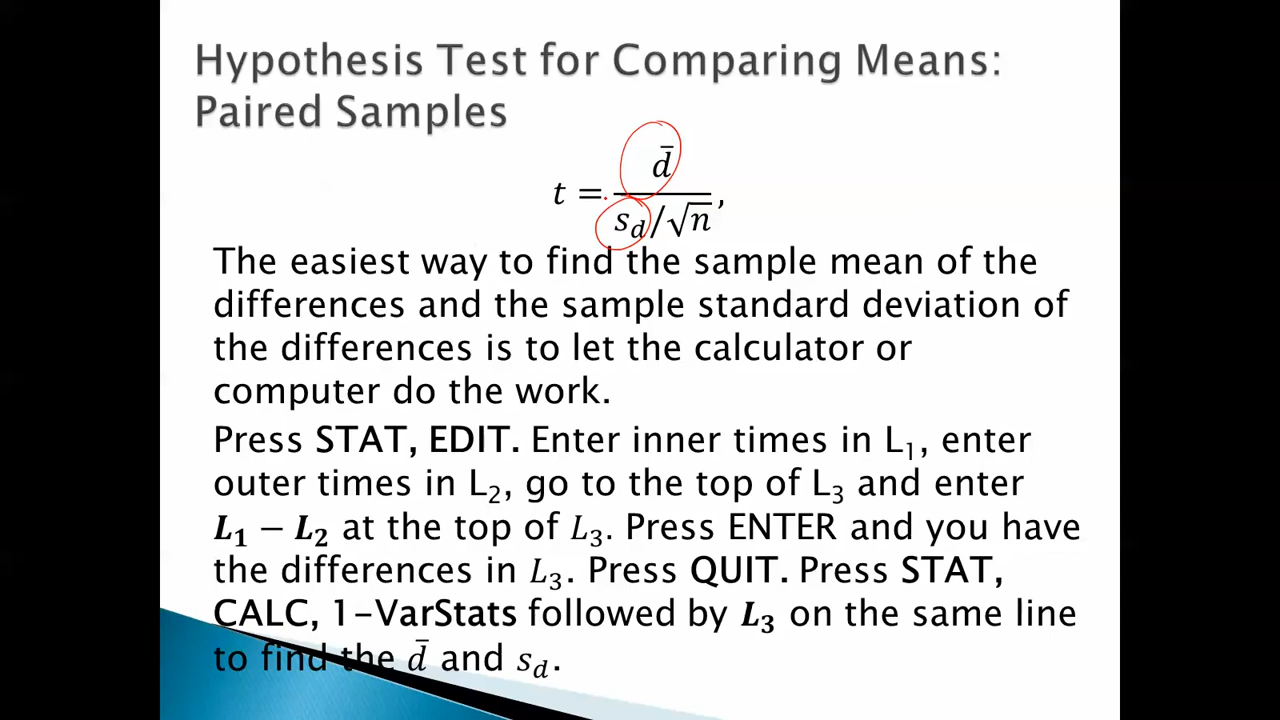 Hypothesis Test for Comparing Means:
Paired Samples
t = d̄ / (s_d/√n),
The easiest way to find the sample mean of the
differences and the sample standard deviation of
the differences is to let the calculator or
computer do the work.
Press STAT, EDIT. Enter inner times in L₁, enter
outer times in L₂, go to the top of L₃ and enter
L₁ − L₂ at the top of L₃. Press ENTER and you have
the differences in L₃. Press QUIT. Press STAT,
CALC, 1-VarStats followed by L₃ on the same line
to find the d̄ and s_d.